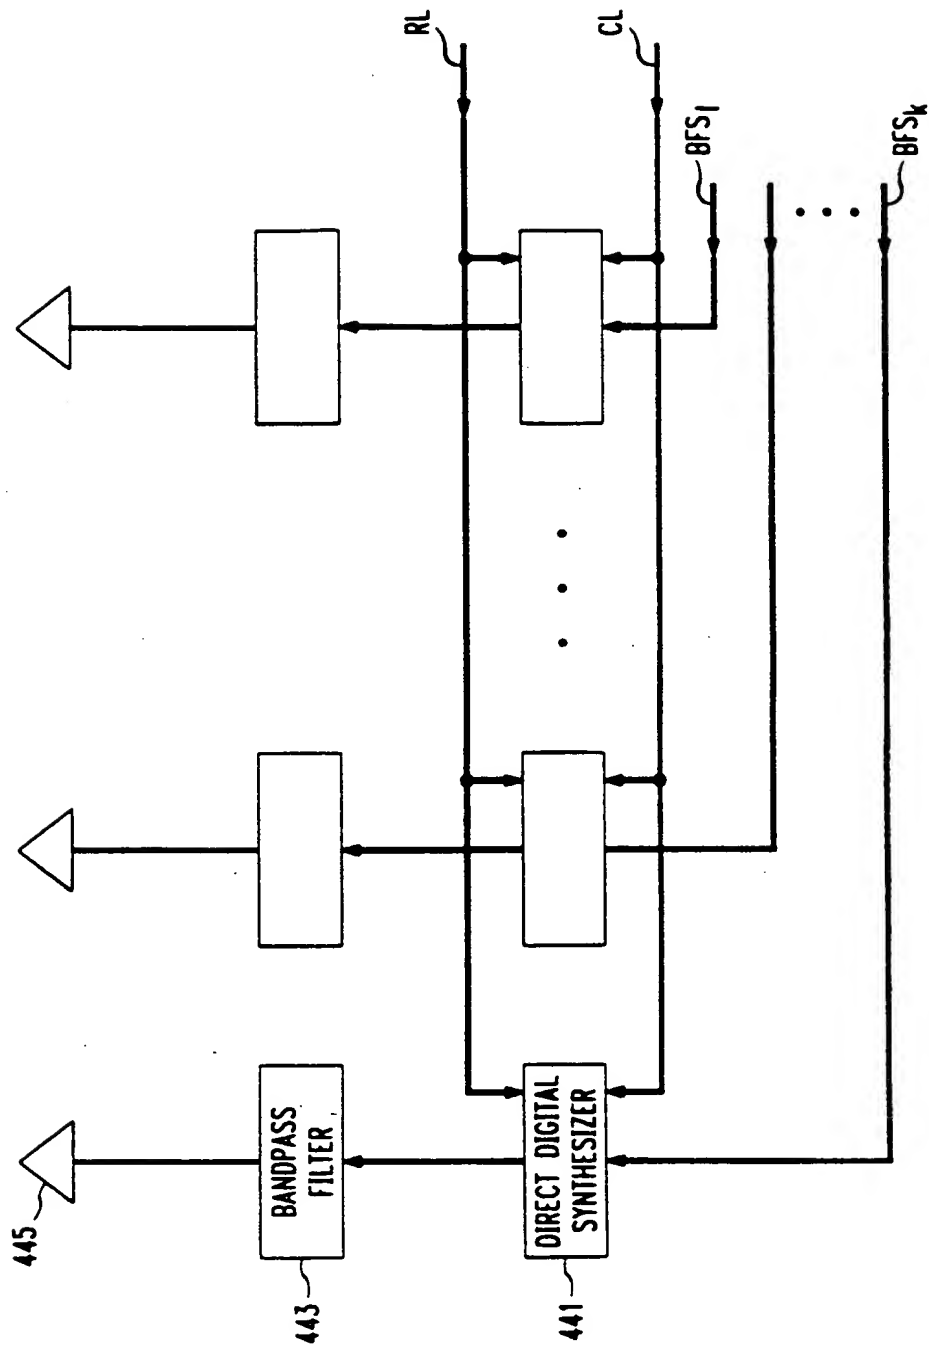 RL
CL
BFS1
BFSk
445
BANDPASS
FILTER
443
DIRECT DIGITAL
SYNTHESIZER
441